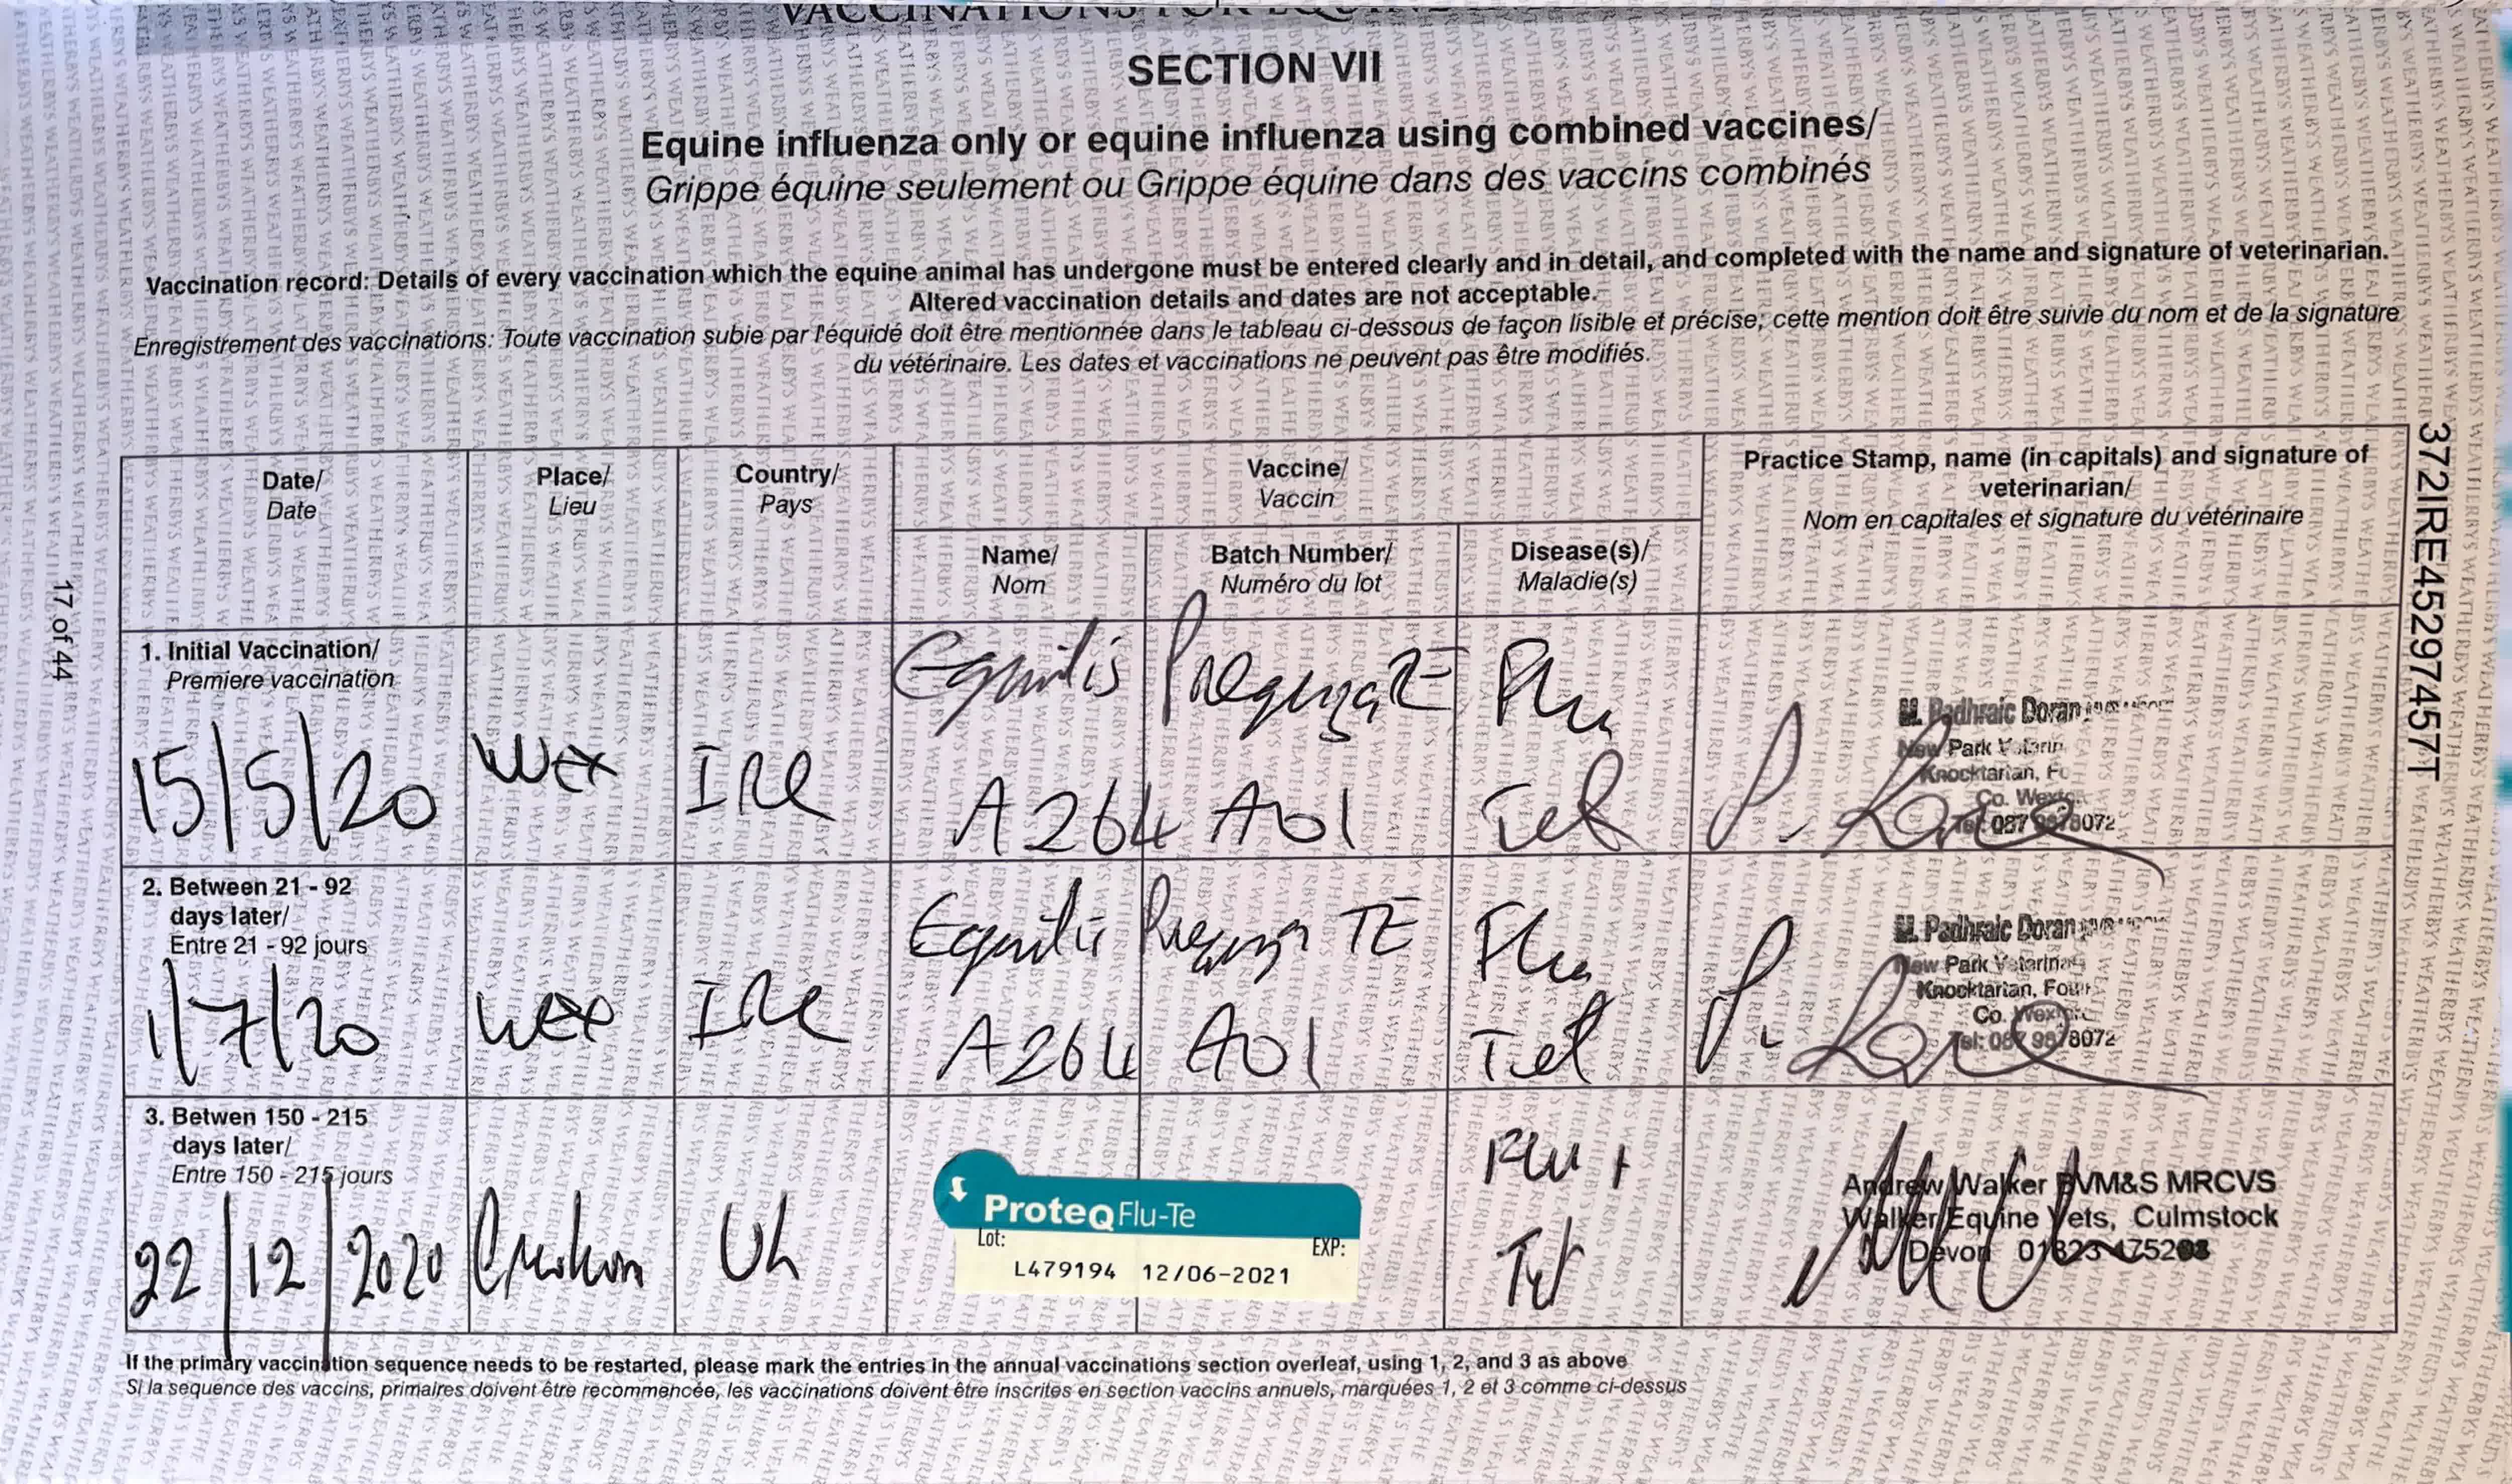 SECTION VII
Equine influenza only or equine influenza using combined vaccines/
Grippe équine seulement ou Grippe équine dans des vaccins combinés
Vaccination record: Details of every vaccination which the equine animal has undergone must be entered clearly and in detail, and completed with the name and signature of veterinarian.
Altered vaccination details and dates are not acceptable.
Enregistrement des vaccinations: Toute vaccination subie par l'équidé doit être mentionnée dans le tableau ci-dessous de façon lisible et précise; cette mention doit être suivie du nom et de la signature
du vétérinaire. Les dates et vaccinations ne peuvent pas être modifiés.
372IRE45297457T
17 of 44
Date/
Date
Place/
Lieu
Country/
Pays
Vaccine/
Vaccin
Practice Stamp, name (in capitals) and signature of
veterinarian/
Nom en capitales et signature du vétérinaire
Name/
Nom
Batch Number/
Numéro du lot
Disease(s)/
Maladie(s)
1. Initial Vaccination/
Premiere vaccination
15/5/20
Wex
IRE
Equilis Prequenza TE
A264 A01
Flu
Tet
M. Padhraic Doran
New Park
Knocktarian,
Co.
Tel: 087
2. Between 21 - 92
days later/
Entre 21 - 92 jours
1/7/20
Wex
IRE
Equilis TE
A264 A01
Flu
Tet
M. Padhraic Doran
New Park
Knocktarian,
Co.
Tel: 087 9878072
3. Betwen 150 - 215
days later/
Entre 150 - 215 jours
22/12/2020
UK
ProteqFlu-Te
Lot:
EXP:
L479194 12/06-2021
Flu +
Tet
Andrew Walker BVM&S MRCVS
Walker Equine Vets, Culmstock
Devon
If the primary vaccination sequence needs to be restarted, please mark the entries in the annual vaccinations section overleaf, using 1, 2, and 3 as above
Si la sequence des vaccins, primaires doivent être recommencée, les vaccinations doivent être inscrites en section vaccins annuels, marquées 1, 2 et 3 comme ci-dessus